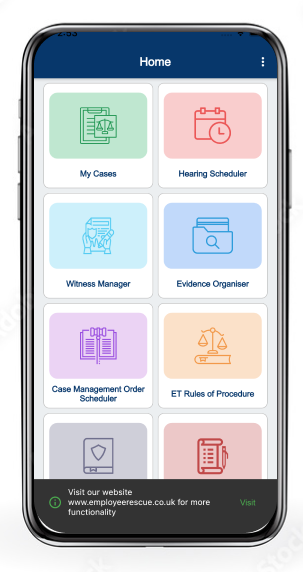 2:53
Home
My Cases
Hearing Scheduler
Witness Manager
Evidence Organiser
Case Management Order
Scheduler
ET Rules of Procedure
Visit our website
www.employeerescue.co.uk for more
functionality
Visit